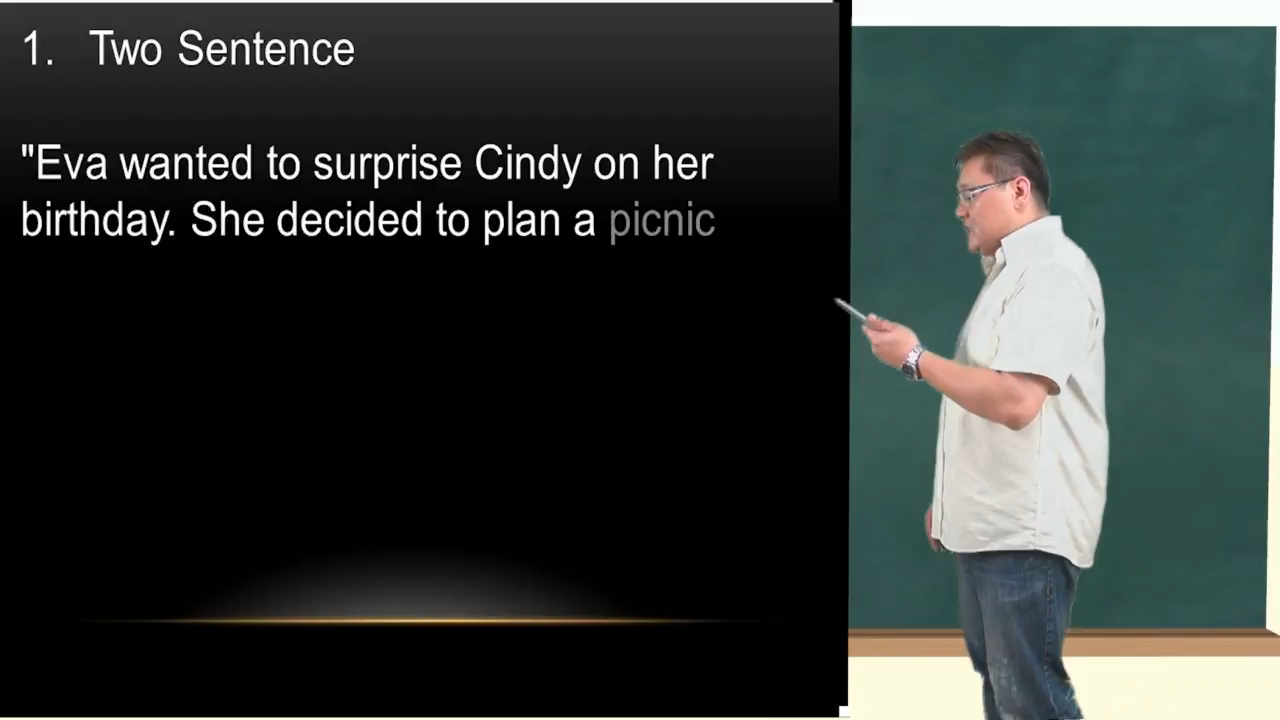 1. Two Sentence
"Eva wanted to surprise Cindy on her
birthday. She decided to plan a picnic